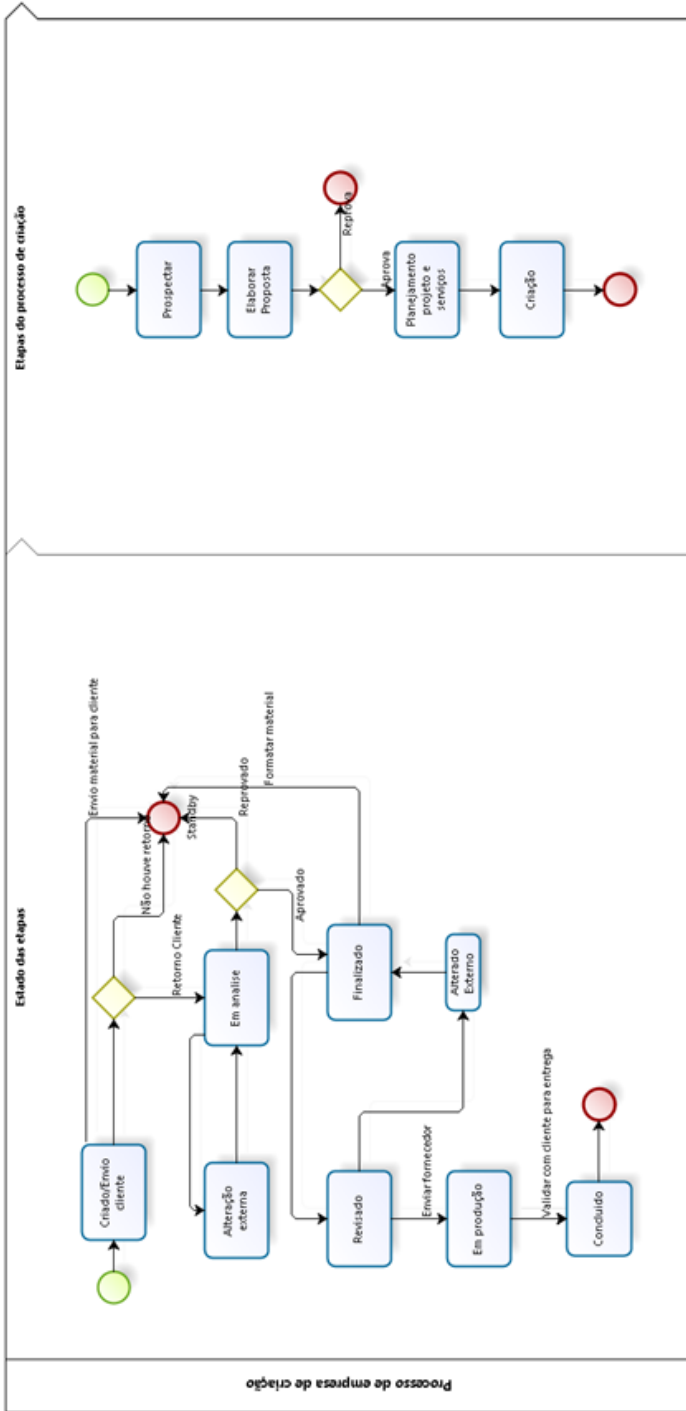 Processo de empresa de criação
Estado das etapas
Criado/Envio
cliente
Envio material para cliente
Não houve retorno
Retorno Cliente
Standby
Alteração
externa
Em analise
Reprovado
Aprovado
Formatar material
Finalizado
Revisado
Alterado
Externo
Enviar fornecedor
Em produção
Validar com cliente para entrega
Concluido
Etapas do processo de criação
Prospectar
Elaborar
Proposta
Reprova
Aprova
Planejamento
projeto e
serviços
Criação